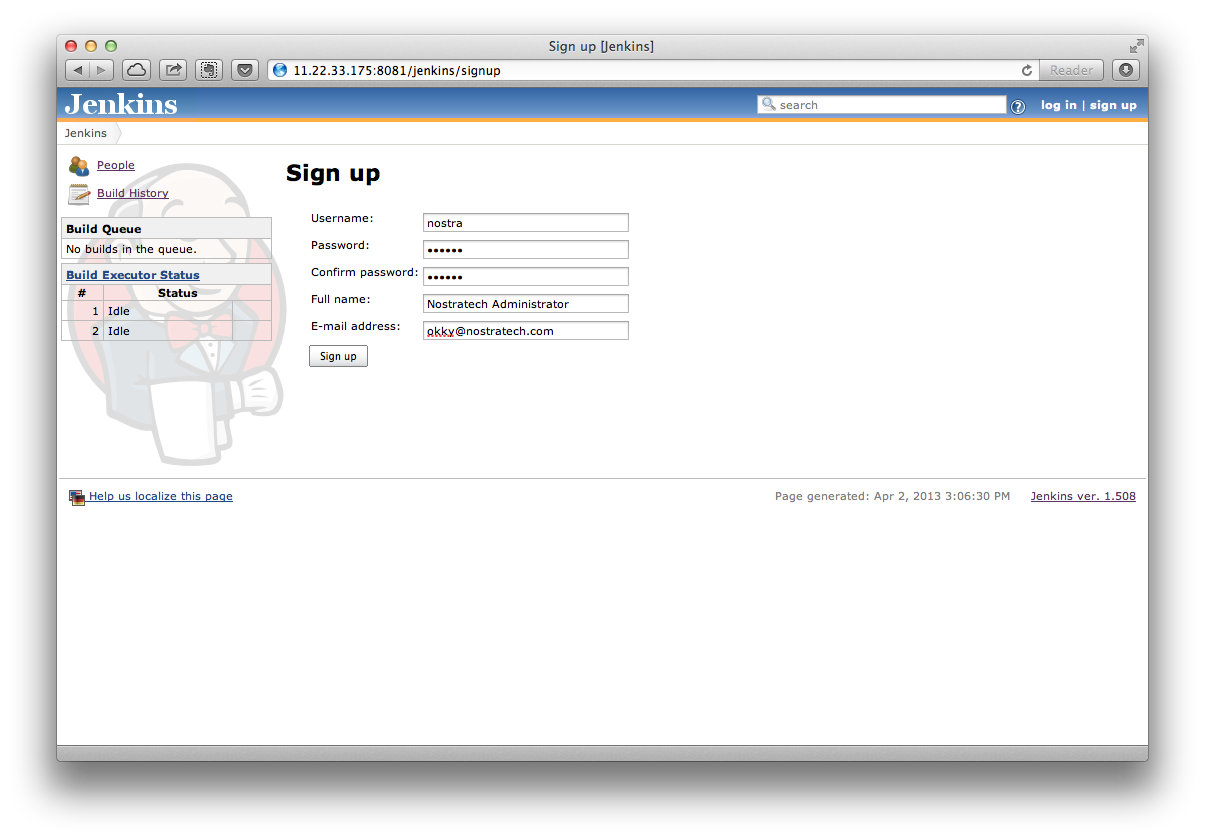 Sign up [Jenkins]
11.22.33.175:8081/jenkins/signup
Reader
Jenkins
search
log in | sign up
Jenkins
People
Build History
Build Queue
No builds in the queue.
Build Executor Status
# Status
1 Idle
2 Idle
Sign up
Username: nostra
Password: ••••••
Confirm password: ••••••
Full name: Nostratech Administrator
E-mail address: okky@nostratech.com
Sign up
Help us localize this page
Page generated: Apr 2, 2013 3:06:30 PM Jenkins ver. 1.508